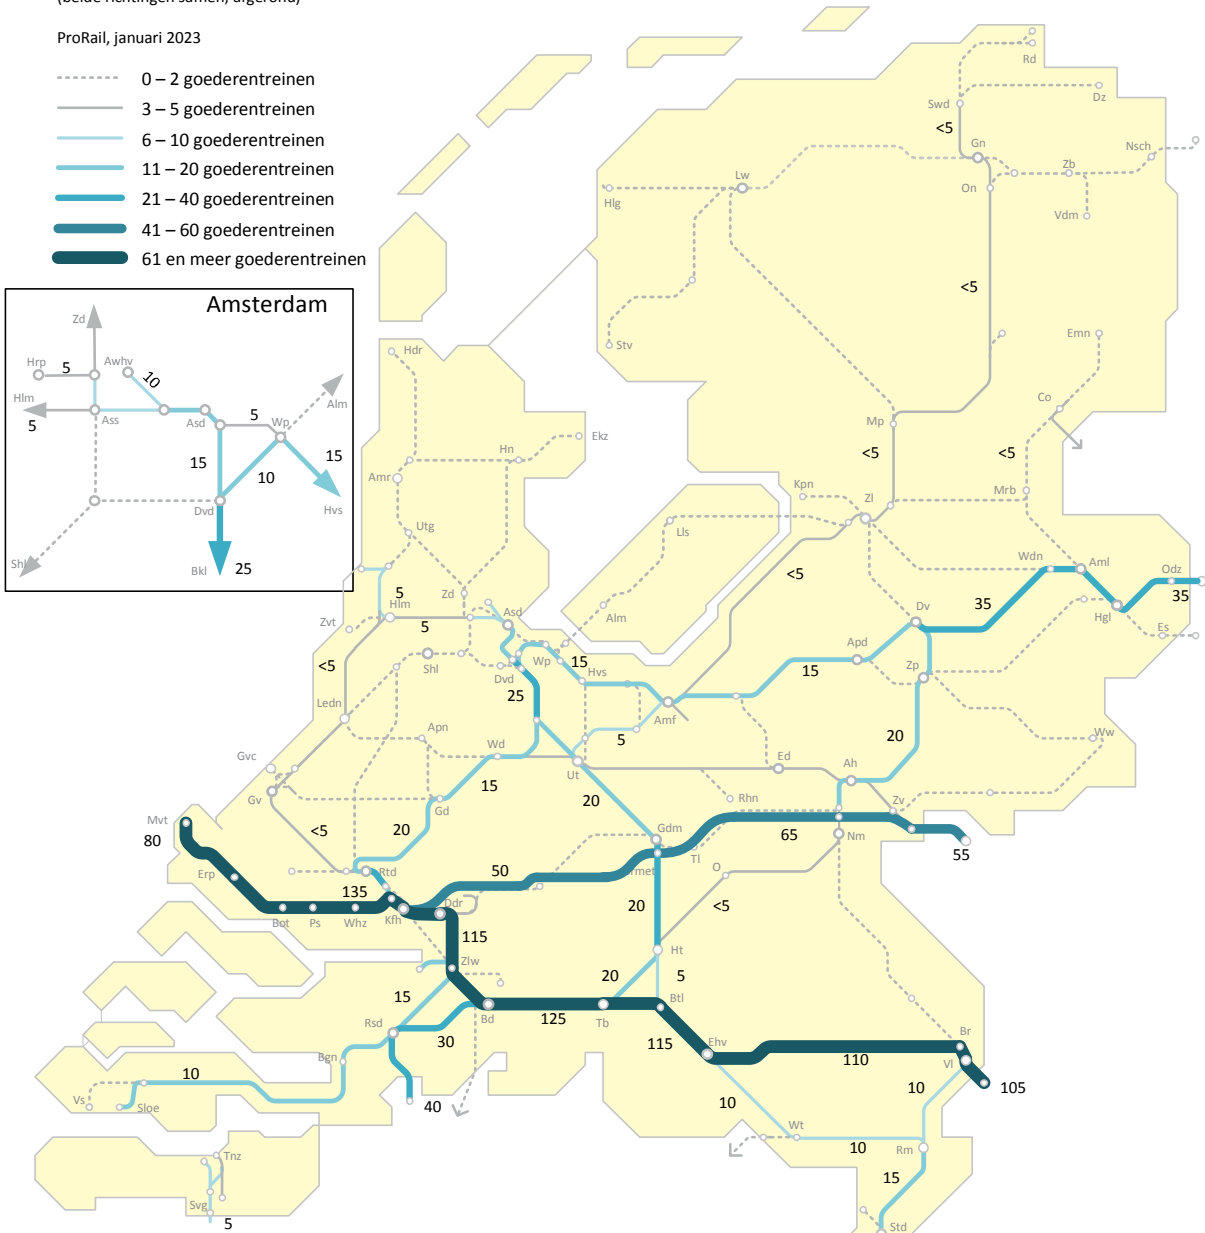 (beide richtingen samen, afgerond)
ProRail, januari 2023
0 – 2 goederentreinen
3 – 5 goederentreinen
6 – 10 goederentreinen
11 – 20 goederentreinen
21 – 40 goederentreinen
41 – 60 goederentreinen
61 en meer goederentreinen
Amsterdam
Zd
Hrp
5
Awhv
10
Hlm
5
Ass
Asd
5
Wp
Alm
15
15
10
Dvd
Hvs
Shl
Bkl
25
Rd
Dz
Swd
<5
Gn
Nsch
Zb
On
Vdm
Lw
Hlg
<5
Stv
Emn
Hdr
Co
Mp
Ekz
Hn
<5
<5
Amr
Kpn
Zl
Mrb
Utg
Lls
Wdn
Aml
Odz
<5
35
35
5
Zd
Hlm
Asd
Alm
Dv
Hgl
Es
5
Zvt
Apd
<5
Shl
Wp
15
Hvs
15
Zp
Dvd
25
Ledn
Amf
Apn
Wd
5
20
Ww
Gvc
Ut
Ed
Ah
Gv
15
20
Rhn
Zv
Mvt
Gd
80
<5
20
Gdm
65
Nm
Tl
55
Erp
Rtd
50
rmet
O
135
Bot
Ps
Whz
Kfh
Ddr
20
<5
115
Ht
Zlw
20
5
15
Btl
Rsd
30
Bd
125
Tb
115
Ehv
Br
110
Vl
Bgn
10
10
105
Vs
Sloe
40
10
Wt
10
Rm
15
Tnz
Svg
5
Std